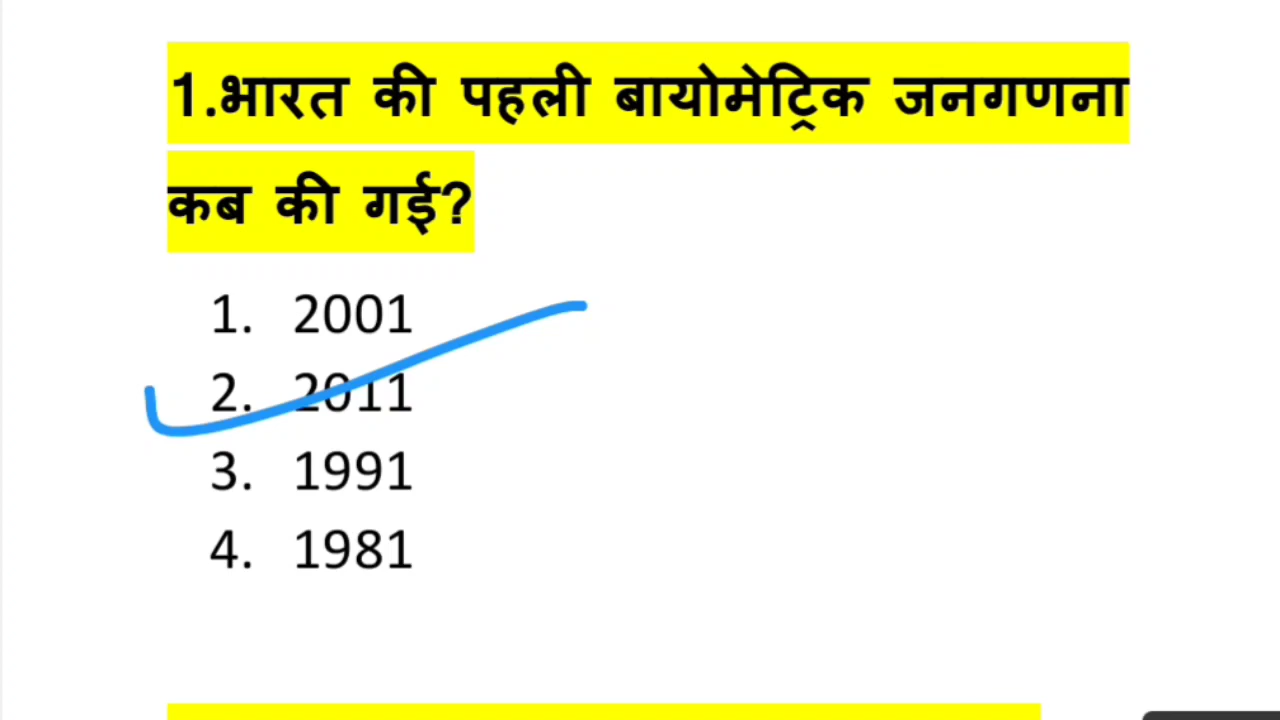 1.भारत की पहली बायोमेट्रिक जनगणना
कब की गई?
1. 2001
2. 2011
3. 1991
4. 1981